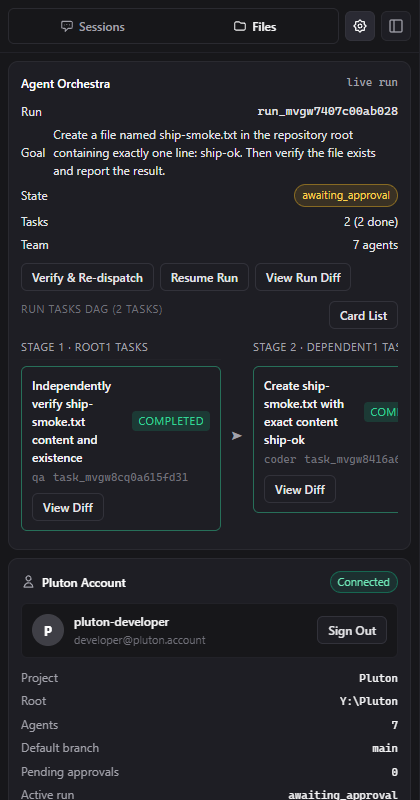 Sessions
Files
Agent Orchestra
live run
Run
run_mvgw7407c00ab028
Goal
Create a file named ship-smoke.txt in the repository root
containing exactly one line: ship-ok. Then verify the file exists
and report the result.
State
awaiting_approval
Tasks
2 (2 done)
Team
7 agents
Verify & Re-dispatch
Resume Run
View Run Diff
RUN TASKS DAG (2 TASKS)
Card List
STAGE 1 · ROOT1 TASKS
Independently
verify ship-
smoke.txt
content and
existence
COMPLETED
qa task_mvgw8cq0a615fd31
View Diff
➤
STAGE 2 · DEPENDENT1 TAS
Create ship-
smoke.txt with
exact content
ship-ok
COM
coder task_mvgw8416a
View Diff
Pluton Account
Connected
P
pluton-developer
developer@pluton.account
Sign Out
Project
Pluton
Root
Y:\Pluton
Agents
7
Default branch
main
Pending approvals
0
Active run
awaiting_approval